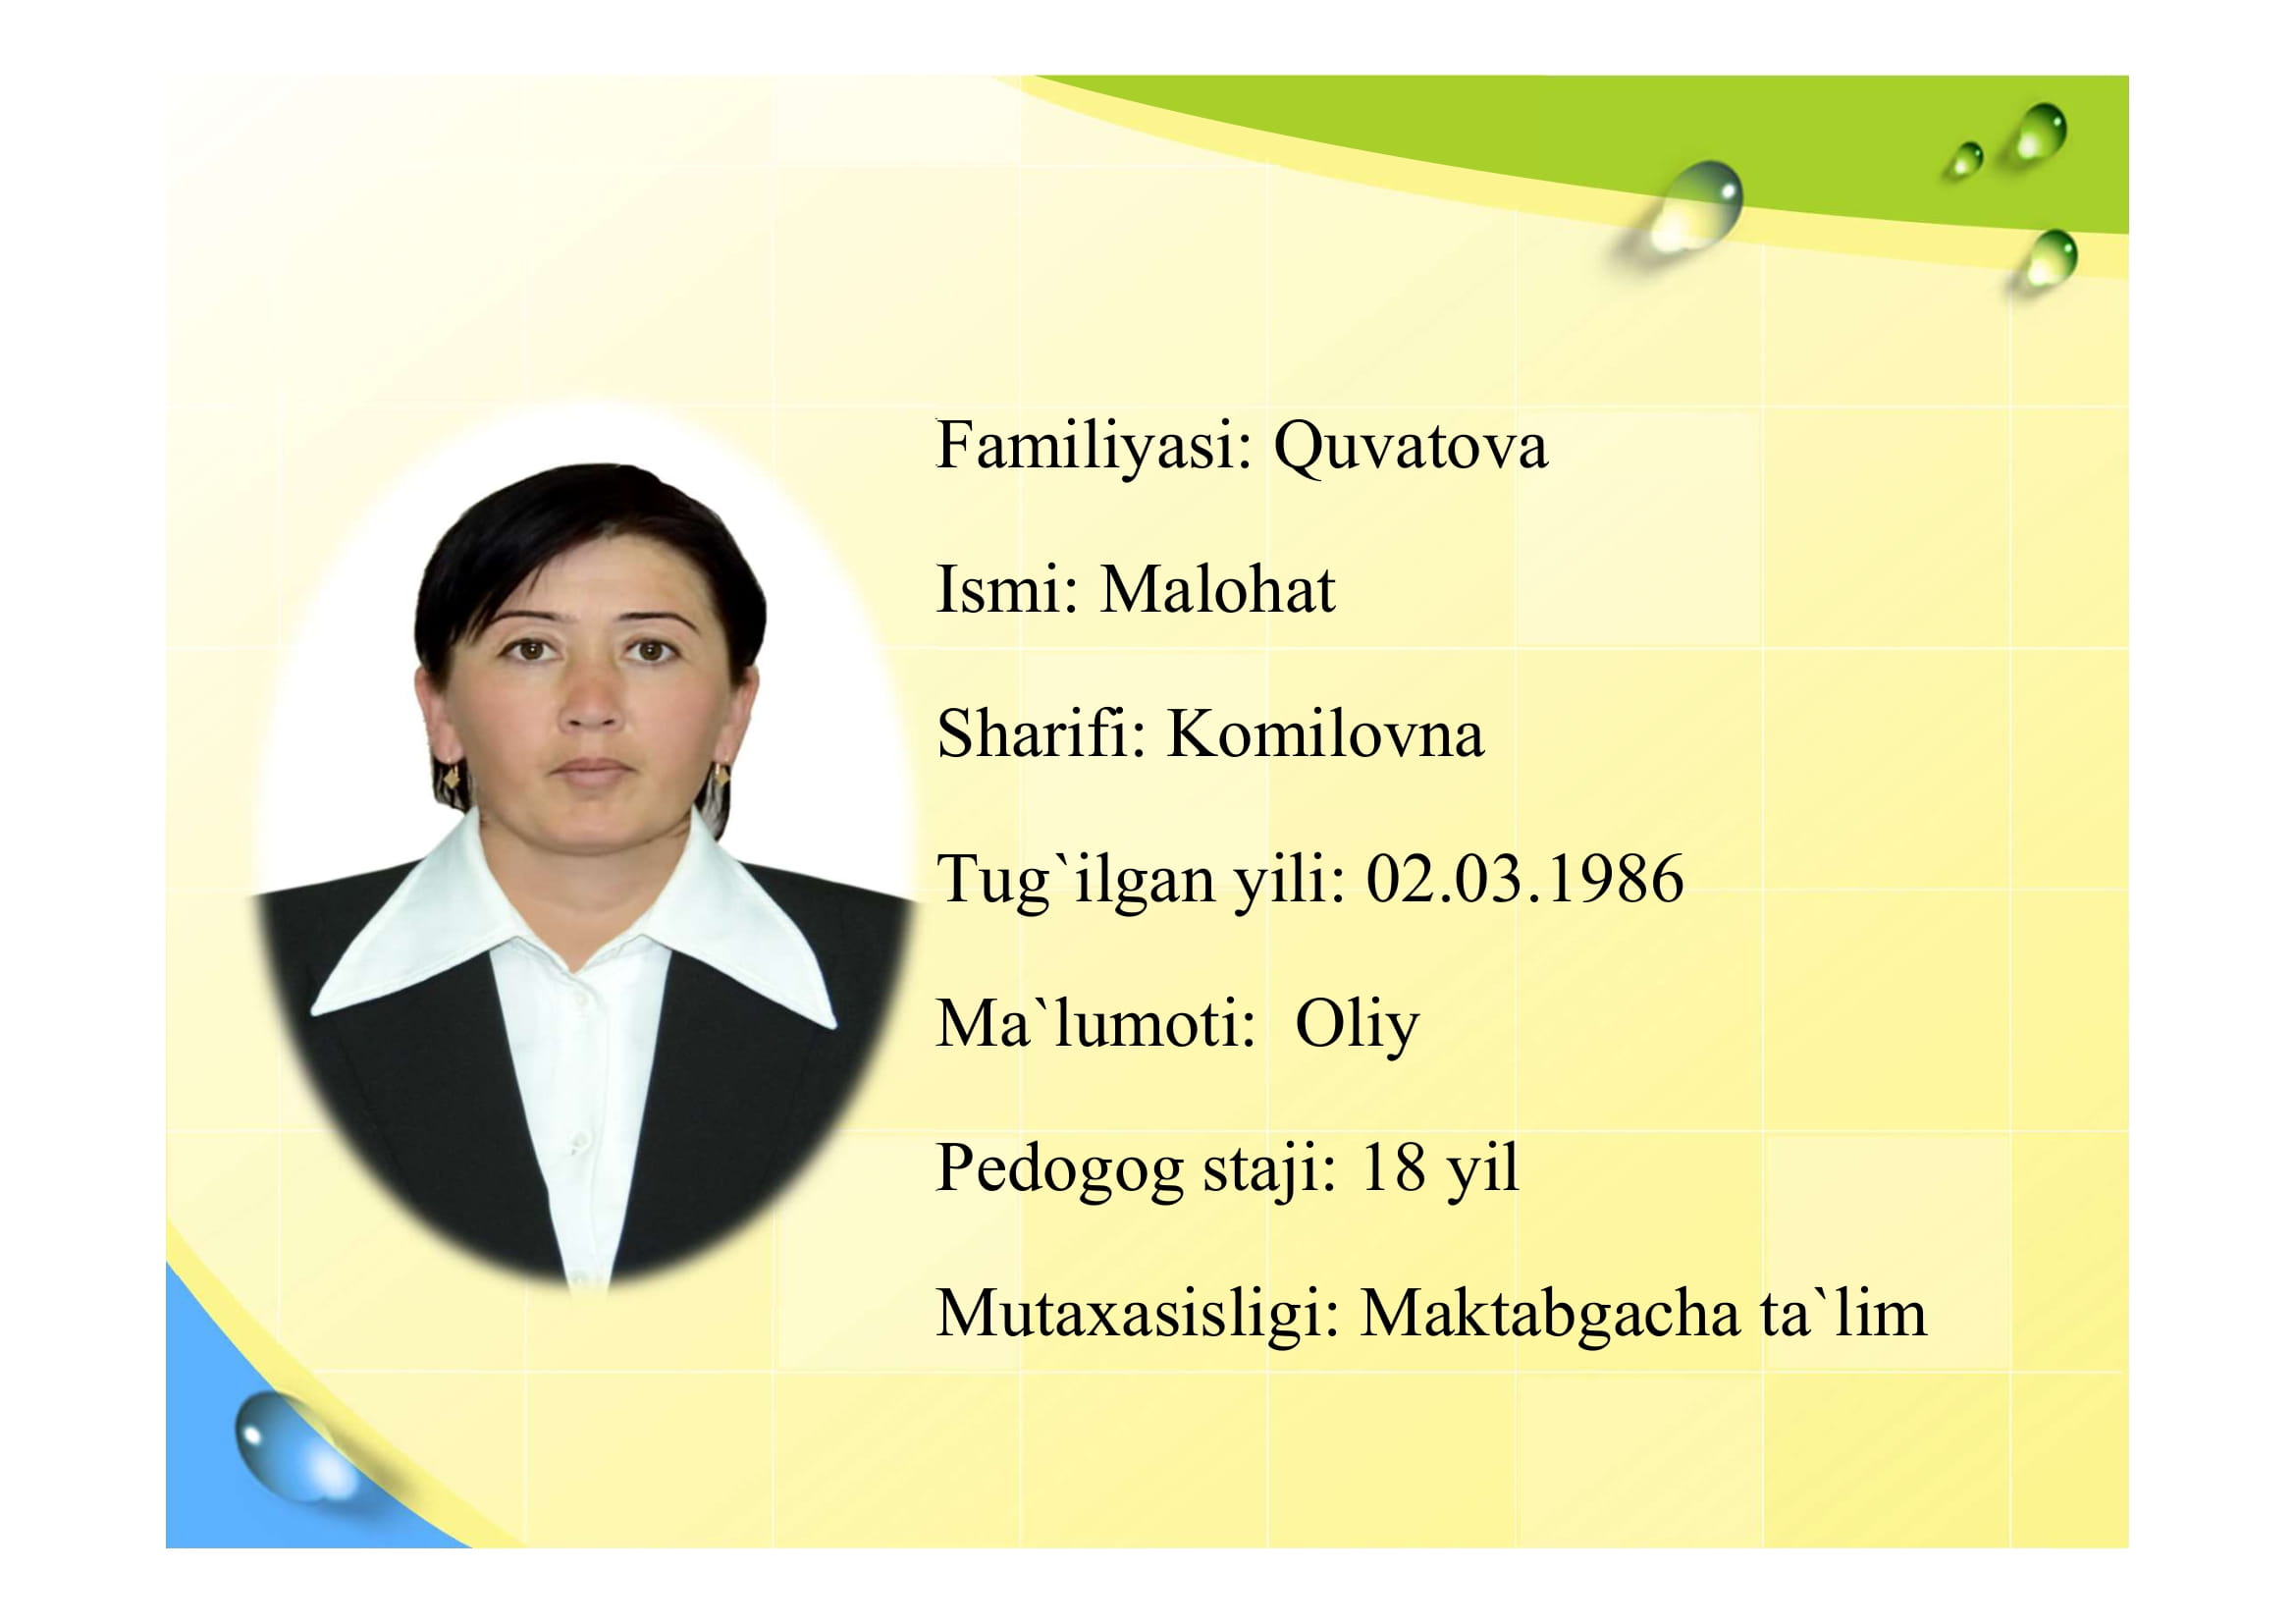 Familiyasi: Quvatova
Ismi: Malohat
Sharifi: Komilovna
Tug`ilgan yili: 02.03.1986
Ma`lumoti:  Oliy
Pedogog staji: 18 yil
Mutaxasisligi: Maktabgacha ta`lim